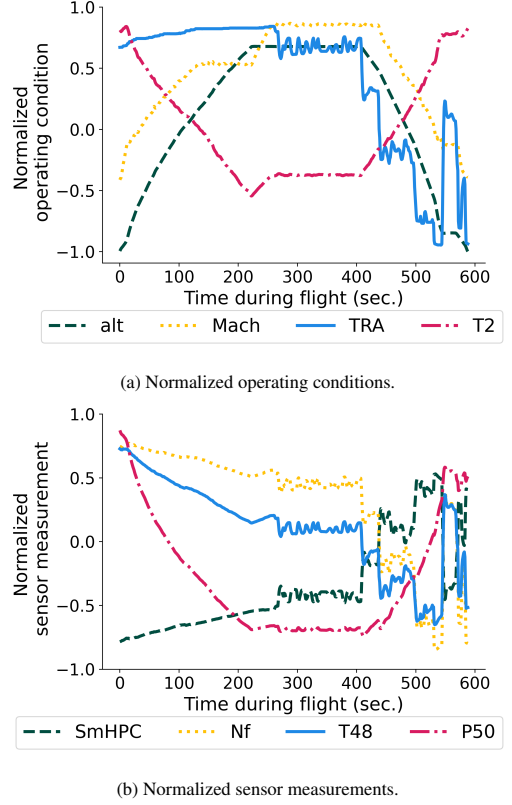 1.0
0.5
0.0
−0.5
−1.0
Normalized
operating condition
0 100 200 300 400 500 600
Time during flight (sec.)
alt Mach TRA T2
(a) Normalized operating conditions.
1.0
0.5
0.0
−0.5
−1.0
Normalized
sensor measurement
0 100 200 300 400 500 600
Time during flight (sec.)
SmHPC Nf T48 P50
(b) Normalized sensor measurements.